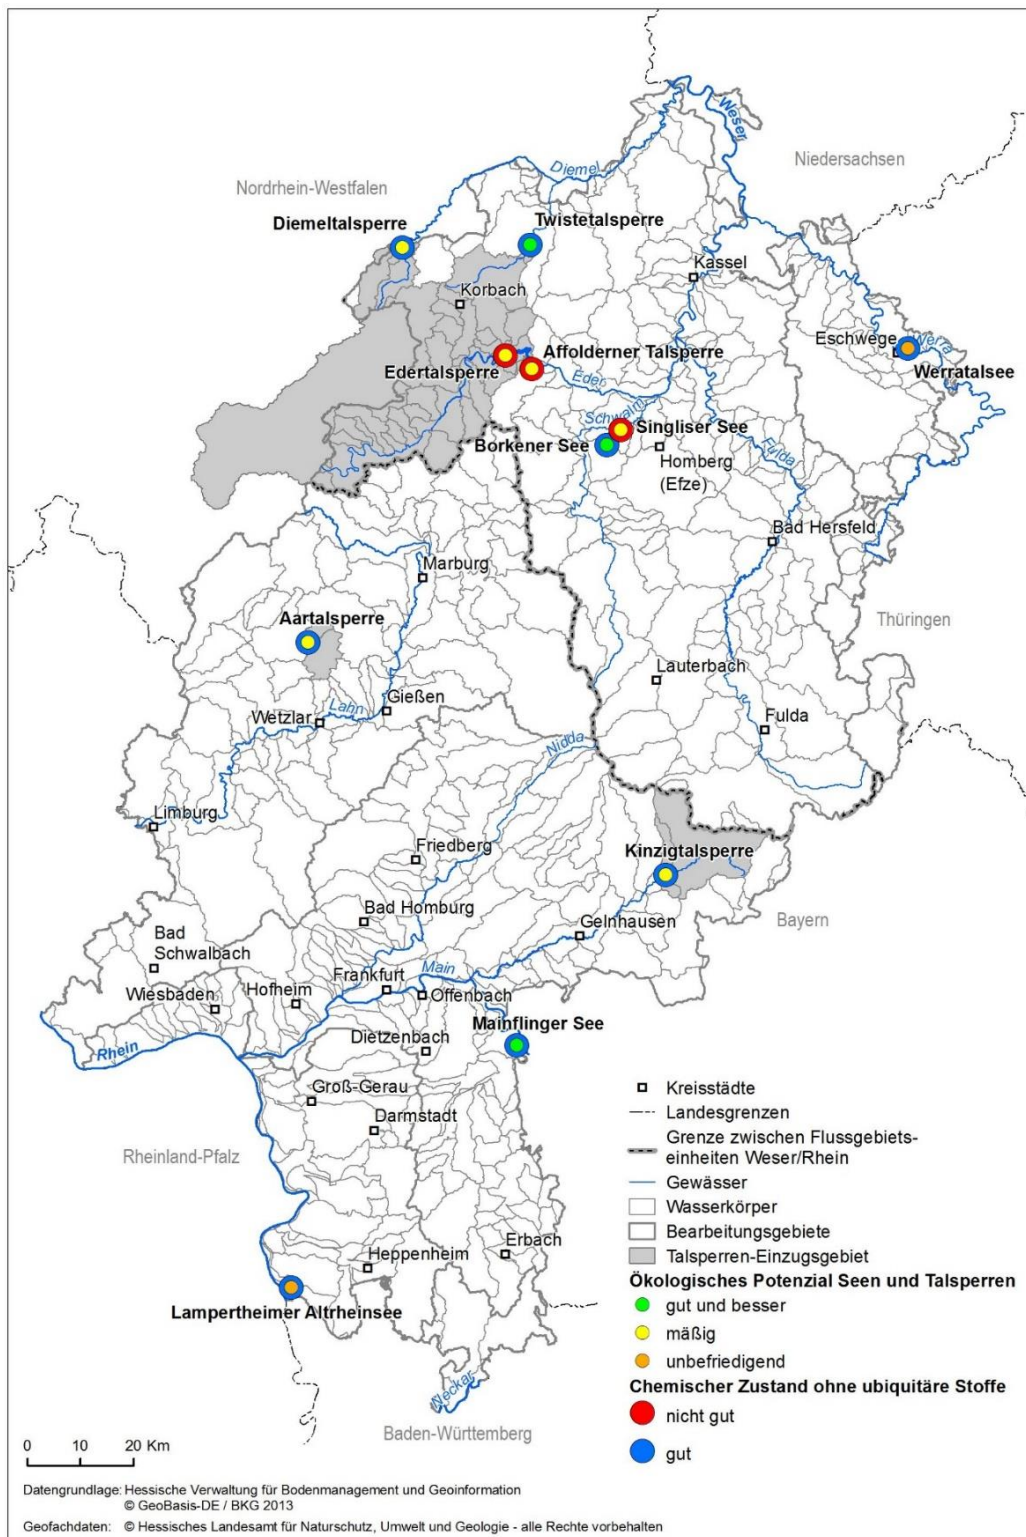 Weser
Niedersachsen
Diemel
Nordrhein-Westfalen
Diemeltalsperre
Twistetalsperre
Kassel
Korbach
Eschwege
Werra
Affolderner Talsperre
Edertalsperre
Werratalsee
Eder
Schwalm
Singliser See
Borkener See
Fulda
Homberg
(Efze)
Bad Hersfeld
Marburg
Thüringen
Aartalsperre
Lauterbach
Gießen
Lahn
Wetzlar
Fulda
Nidda
Limburg
Kinzigtalsperre
Friedberg
Bad Homburg
Bayern
Gelnhausen
Bad
Schwalbach
Main
Frankfurt
Wiesbaden
Hofheim
Offenbach
Mainflinger See
Rhein
Dietzenbach
Groß-Gerau
Darmstadt
Rheinland-Pfalz
Erbach
Heppenheim
Lampertheimer Altrheinsee
Neckar
Baden-Württemberg
Kreisstädte
Landesgrenzen
Grenze zwischen Flussgebiets-
einheiten Weser/Rhein
Gewässer
Wasserkörper
Bearbeitungsgebiete
Talsperren-Einzugsgebiet
Ökologisches Potenzial Seen und Talsperren
gut und besser
mäßig
unbefriedigend
Chemischer Zustand ohne ubiquitäre Stoffe
nicht gut
gut
0 10 20 Km
Datengrundlage: Hessische Verwaltung für Bodenmanagement und Geoinformation
© GeoBasis-DE / BKG 2013
Geofachdaten: © Hessisches Landesamt für Naturschutz, Umwelt und Geologie - alle Rechte vorbehalten